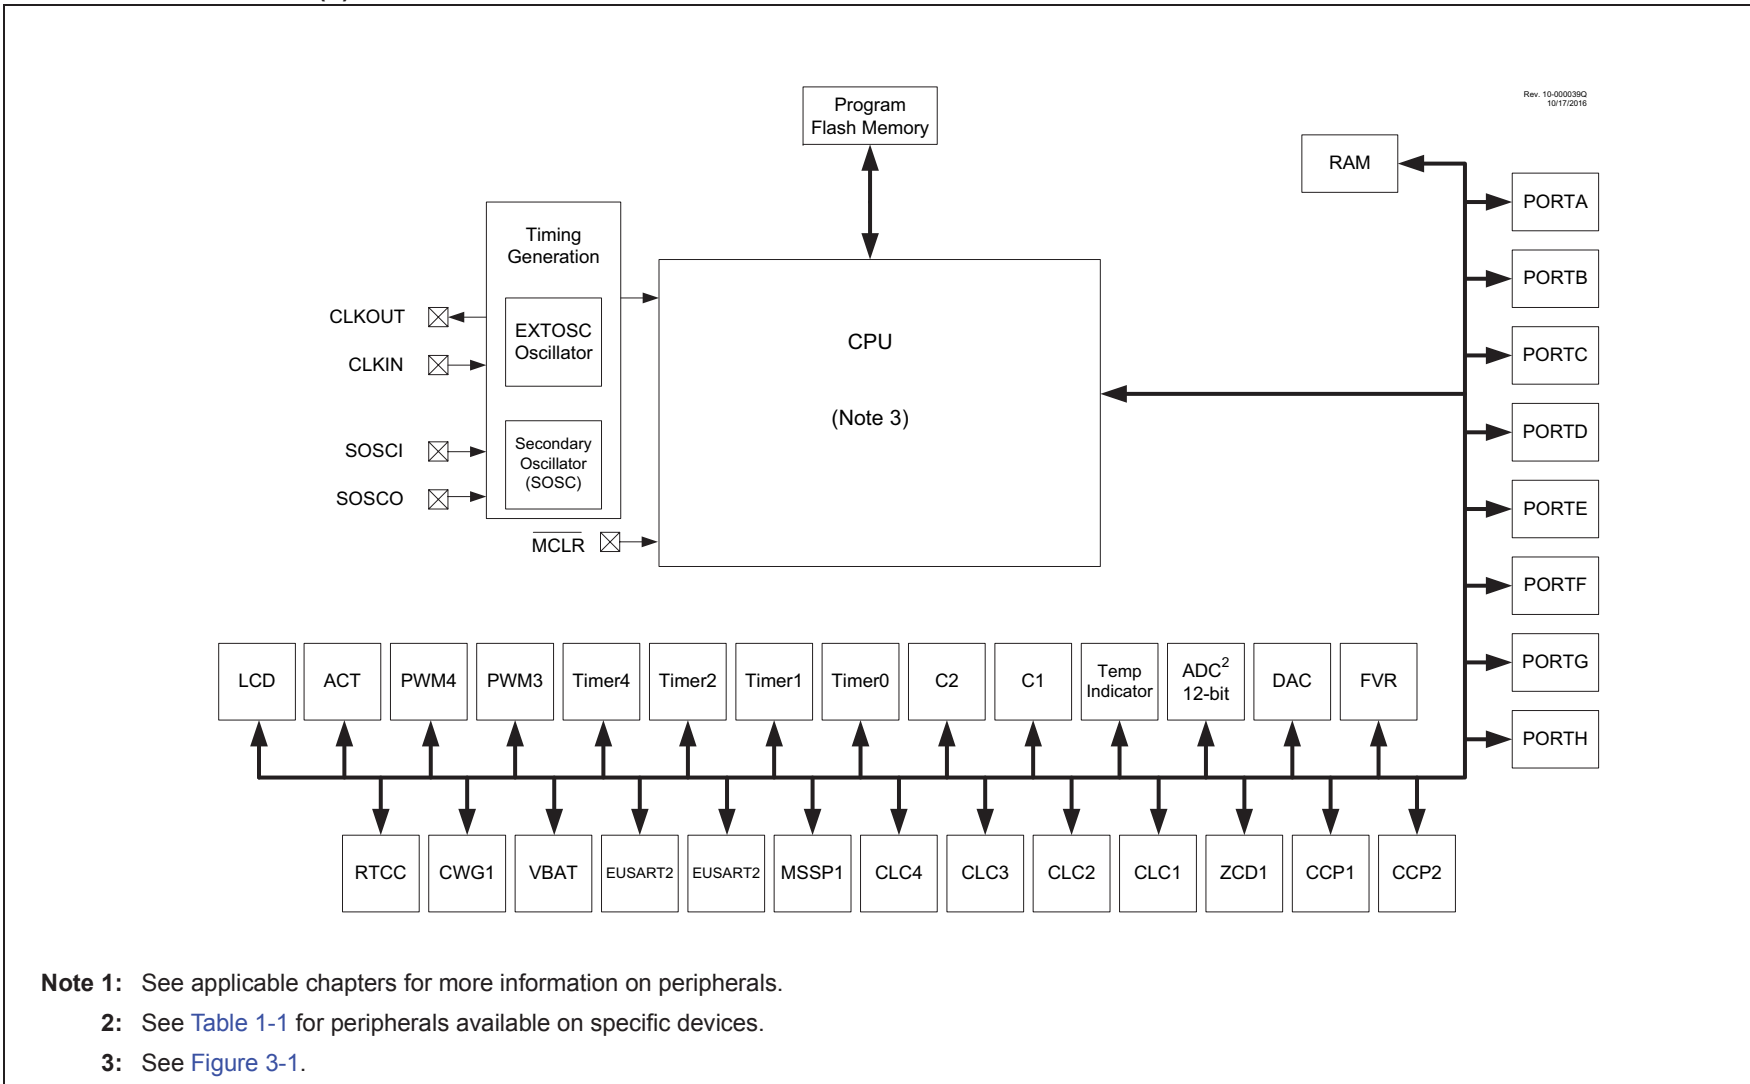 Rev. 10-000039Q
10/17/2016
Program
Flash Memory
RAM
PORTA
PORTB
PORTC
PORTD
PORTE
PORTF
PORTG
PORTH
Timing
Generation
EXTOSC
Oscillator
Secondary
Oscillator
(SOSC)
CLKOUT
CLKIN
SOSCI
SOSCO
MCLR
CPU
(Note 3)
LCD
ACT
PWM4
PWM3
Timer4
Timer2
Timer1
Timer0
C2
C1
Temp
Indicator
ADC2
12-bit
DAC
FVR
RTCC
CWG1
VBAT
EUSART2
EUSART2
MSSP1
CLC4
CLC3
CLC2
CLC1
ZCD1
CCP1
CCP2
Note 1: See applicable chapters for more information on peripherals.
2: See Table 1-1 for peripherals available on specific devices.
3: See Figure 3-1.